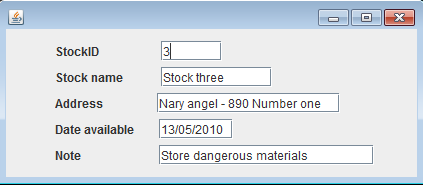 StockID 3
Stock name Stock three
Address Nary angel - 890 Number one
Date available 13/05/2010
Note Store dangerous materials